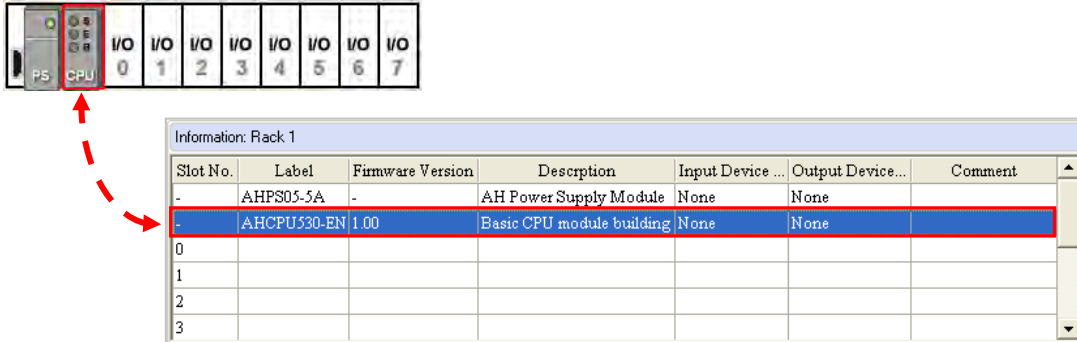 S
E
B
I/O I/O I/O I/O I/O I/O I/O I/O
PS CPU 0 1 2 3 4 5 6 7
Information: Rack 1
Slot No. Label Firmware Version Descrption Input Device ... Output Device... Comment
- AHPS05-5A - AH Power Supply Module None None
- AHCPU530-EN 1.00 Basic CPU module building None None
0
1
2
3